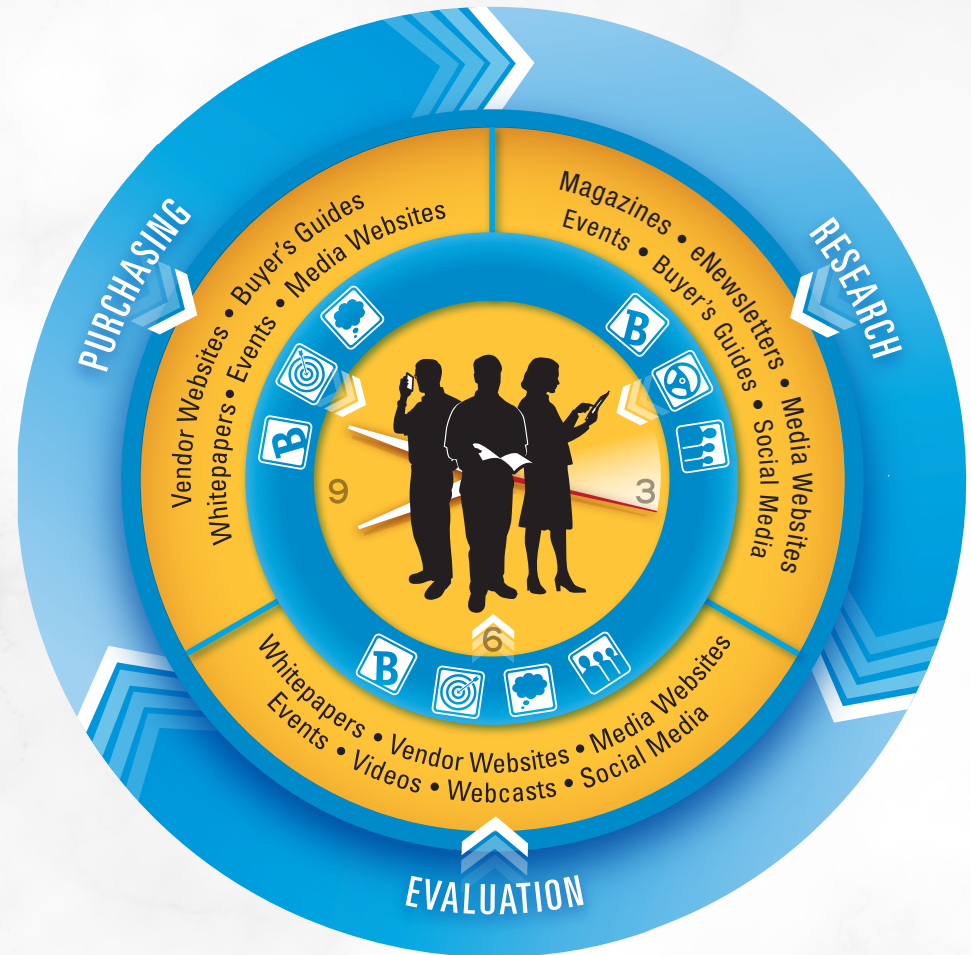 PURCHASING
Vendor Websites • Buyer's Guides
Whitepapers • Events • Media Websites
RESEARCH
Magazines • eNewsletters • Media Websites
Events • Buyer's Guides • Social Media
B
B
9
3
6
B
Whitepapers • Vendor Websites • Media Websites
Events • Videos • Webcasts • Social Media
EVALUATION